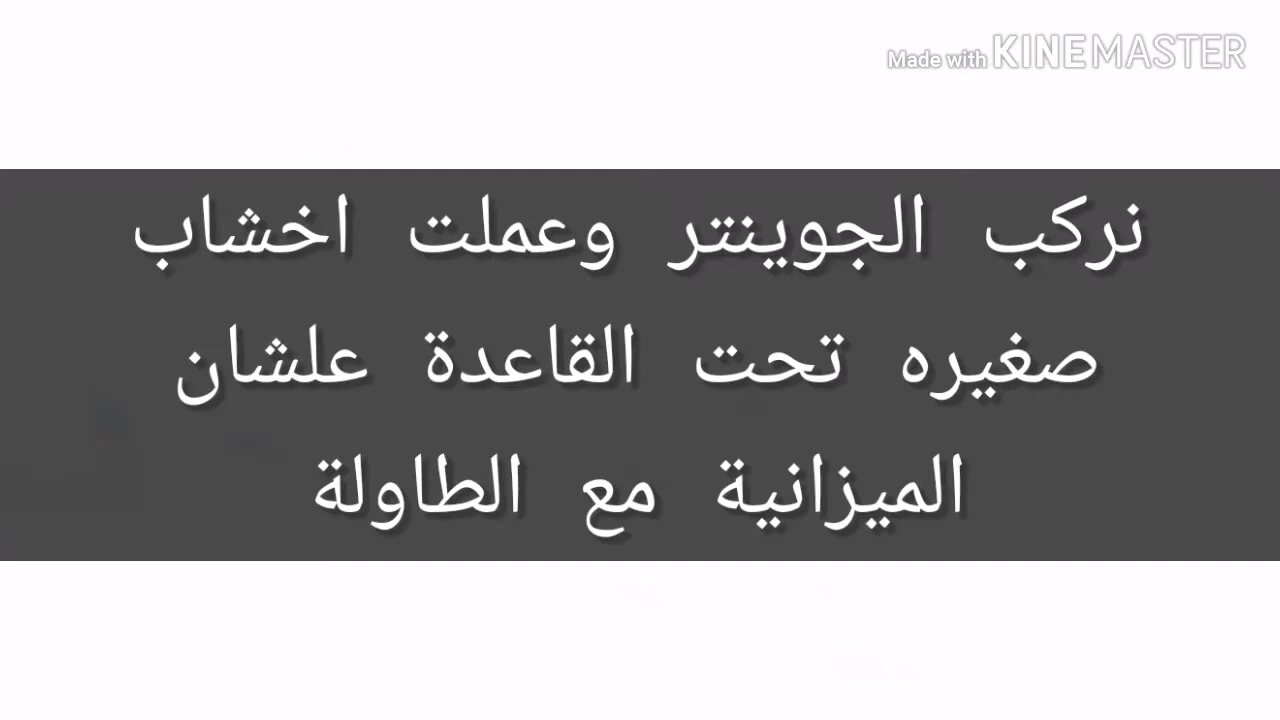 Made with KINEMASTER
نركب الجوينتر وعملت اخشاب
صغيره تحت القاعدة علشان
الميزانية مع الطاولة